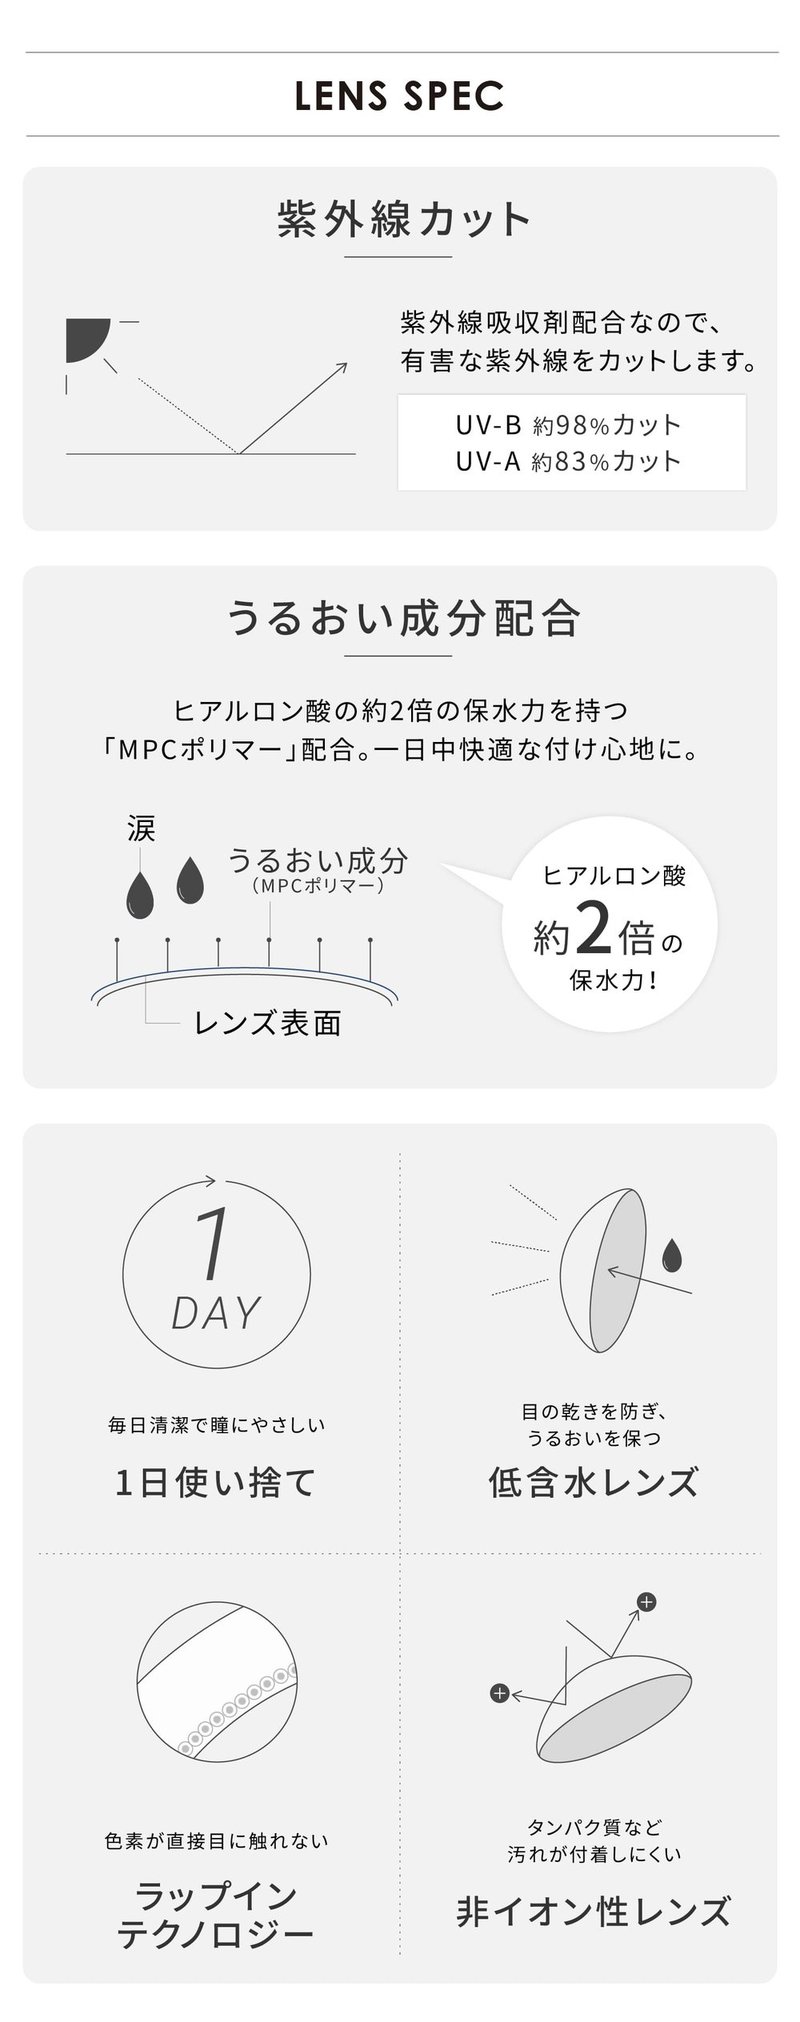 LENS SPEC
紫外線カット
紫外線吸収剤配合なので、
有害な紫外線をカットします。
UV-B 約98%カット
UV-A 約83%カット
うるおい成分配合
ヒアルロン酸の約2倍の保水力を持つ
「MPCポリマー」配合。一日中快適な付け心地に。
涙
うるおい成分
（MPCポリマー）
レンズ表面
ヒアルロン酸
約2倍の
保水力！
1
DAY
毎日清潔で瞳にやさしい
1日使い捨て
目の乾きを防ぎ、
うるおいを保つ
低含水レンズ
色素が直接目に触れない
ラップイン
テクノロジー
タンパク質など
汚れが付着しにくい
非イオン性レンズ